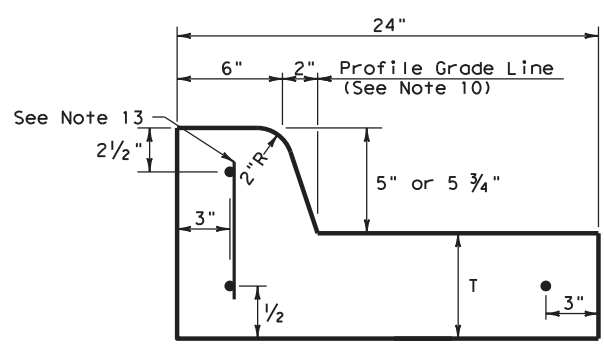 24"
6"
2"
Profile Grade Line
(See Note 10)
See Note 13
2½"
2"R
5" or 5 ¾"
3"
T
½
3"